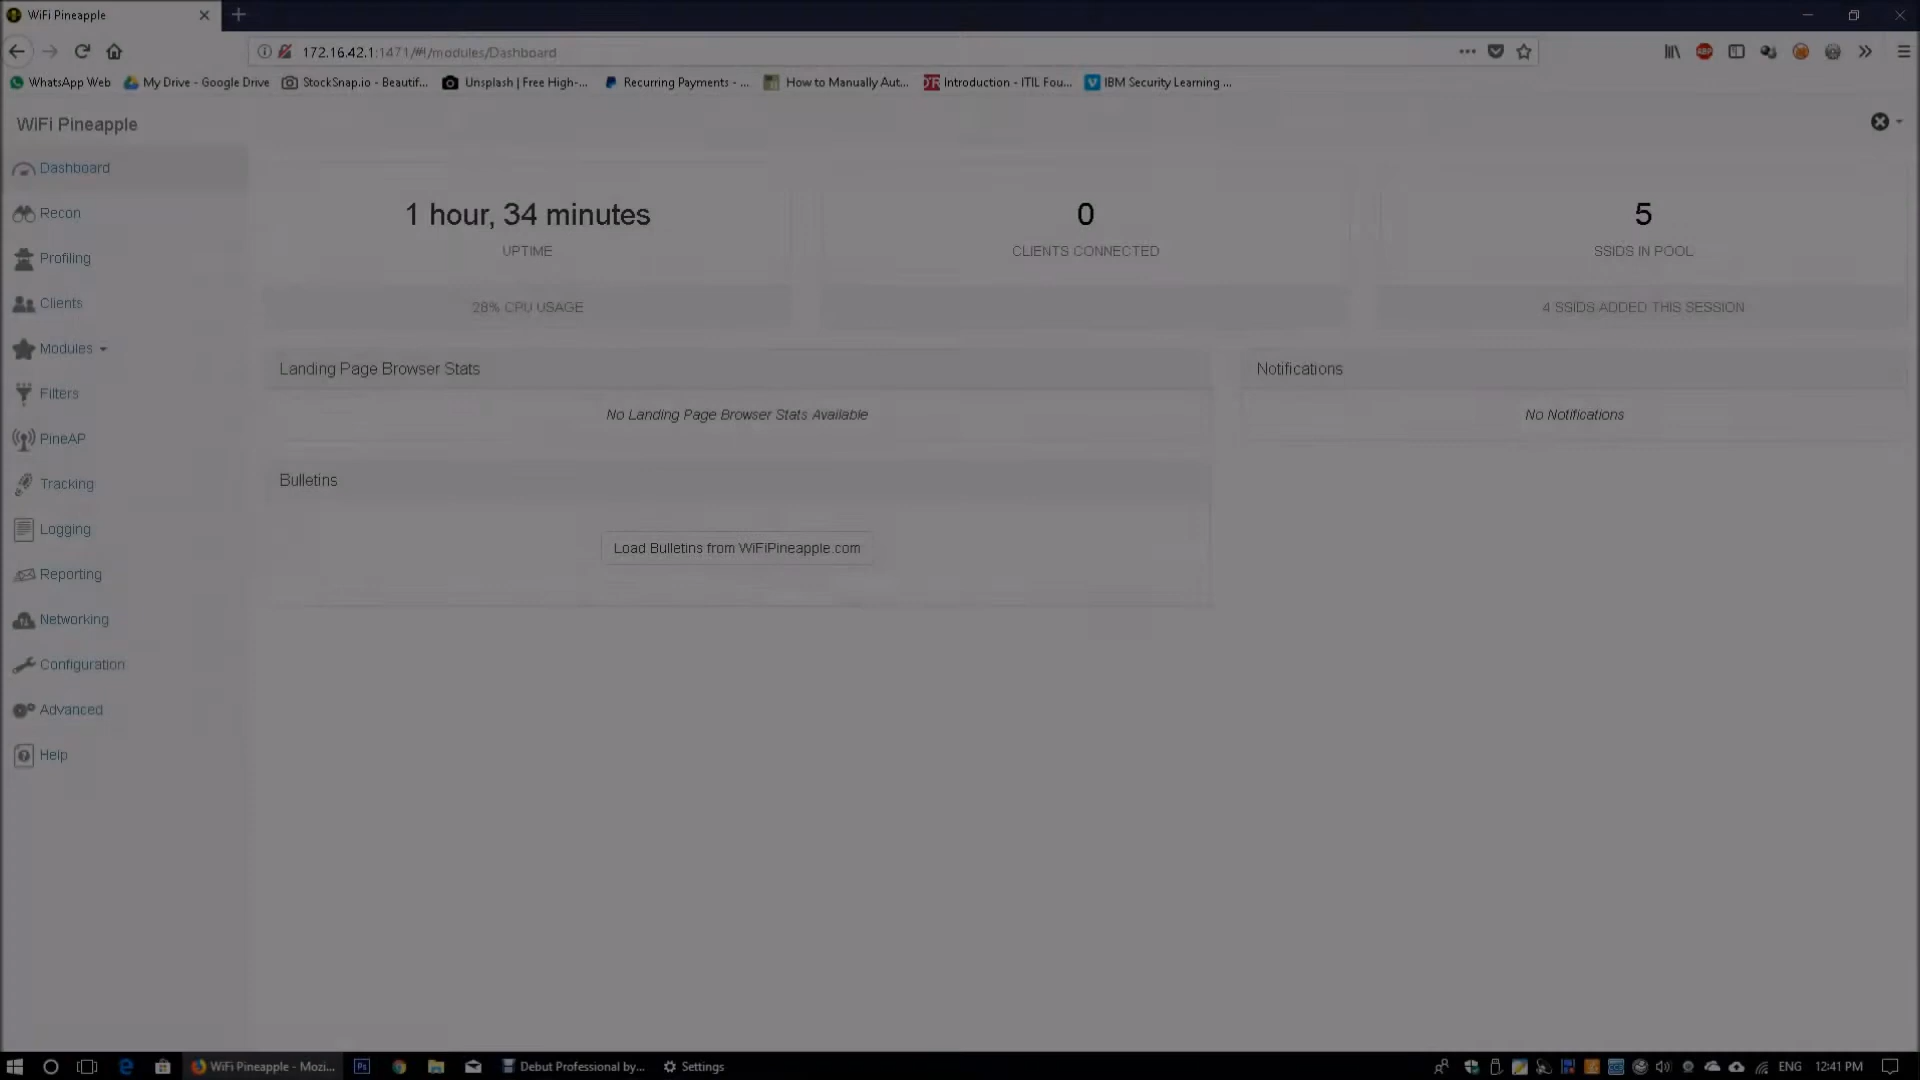 WiFi Pineapple
172.16.42.1:1471/#!/modules/Dashboard
WhatsApp Web
My Drive - Google Drive
StockSnap.io - Beautif...
Unsplash | Free High-...
Recurring Payments - ...
How to Manually Aut...
Introduction - ITIL Fou...
IBM Security Learning ...
WiFi Pineapple
Dashboard
Recon
Profiling
Clients
Modules
Filters
PineAP
Tracking
Logging
Reporting
Networking
Configuration
Advanced
Help
1 hour, 34 minutes
UPTIME
28% CPU USAGE
0
CLIENTS CONNECTED
5
SSIDS IN POOL
4 SSIDS ADDED THIS SESSION
Landing Page Browser Stats
No Landing Page Browser Stats Available
Notifications
No Notifications
Bulletins
Load Bulletins from WiFiPineapple.com
WiFi Pineapple - Mozi...
Ps
Debut Professional by...
Settings
ENG
12:41 PM